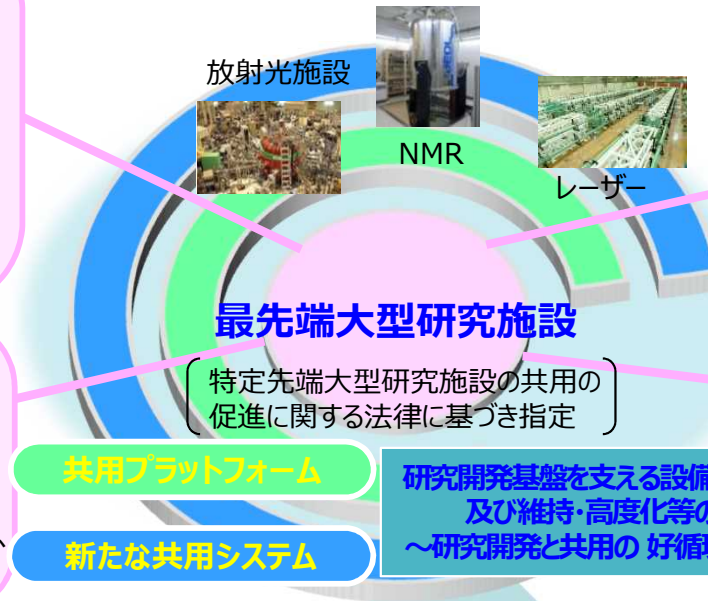 放射光施設
NMR
レーザー
最先端大型研究施設
特定先端大型研究施設の共用の
促進に関する法律に基づき指定
共用プラットフォーム
研究開発基盤を支える設備
及び維持・高度化等の
～研究開発と共用の 好循環
新たな共用システム